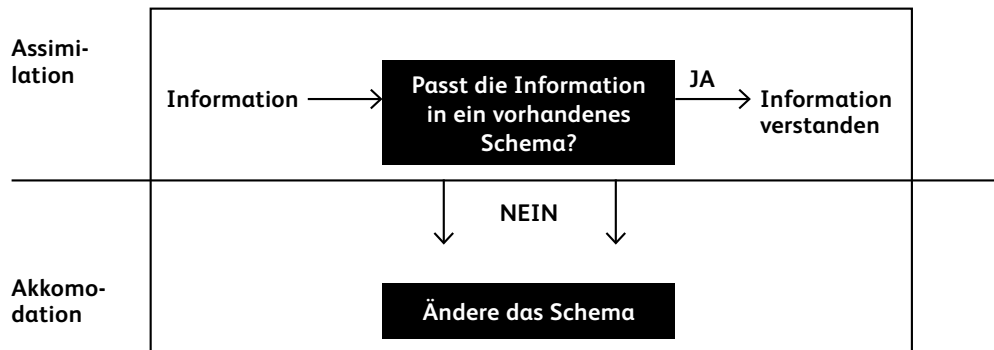 Assimi-
lation
Information
Passt die Information
in ein vorhandenes
Schema?
JA
Information
verstanden
NEIN
Akkomo-
dation
Ändere das Schema